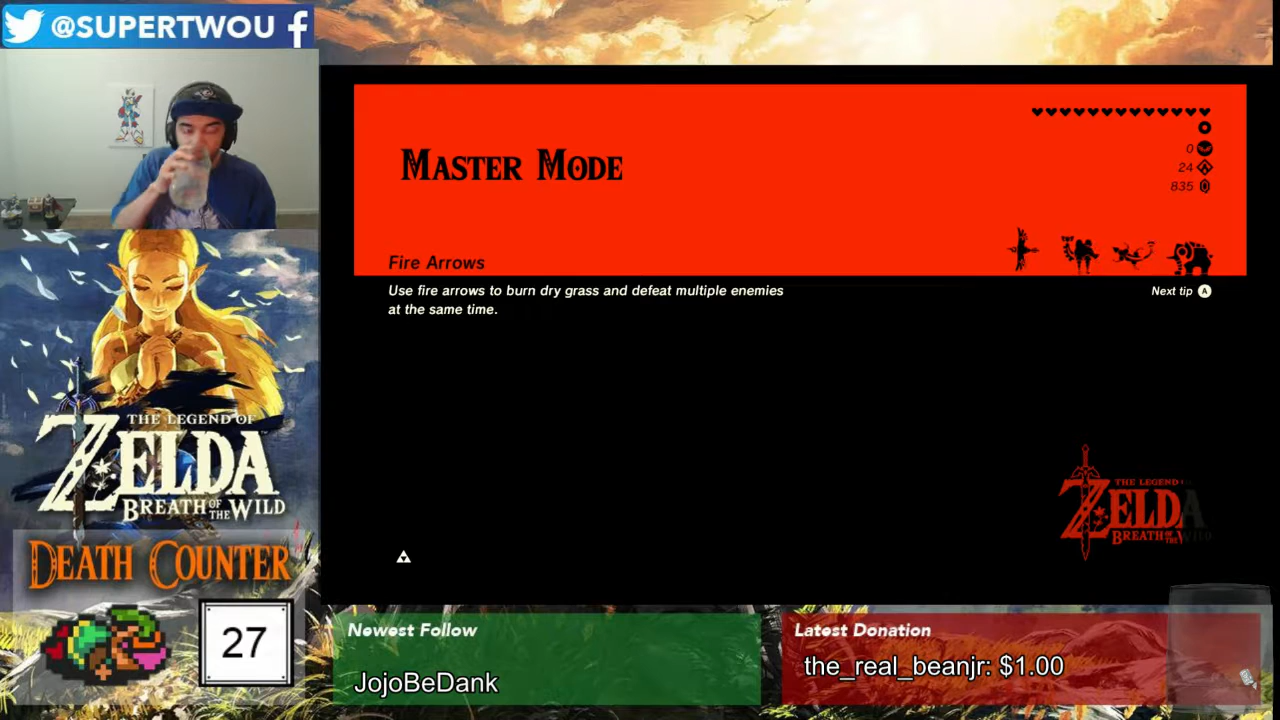 @SUPERTWOU
MASTER MODE
0
24
835
Fire Arrows
Use fire arrows to burn dry grass and defeat multiple enemies
at the same time.
Next tip A
THE LEGEND OF
ZELDA
BREATH OF THE WILD
THE LEGEND
ZELDA
BREATH OF THE WILD
DEATH COUNTER
27
Newest Follow
JojoBeDank
Latest Donation
the_real_beanjr: $1.00